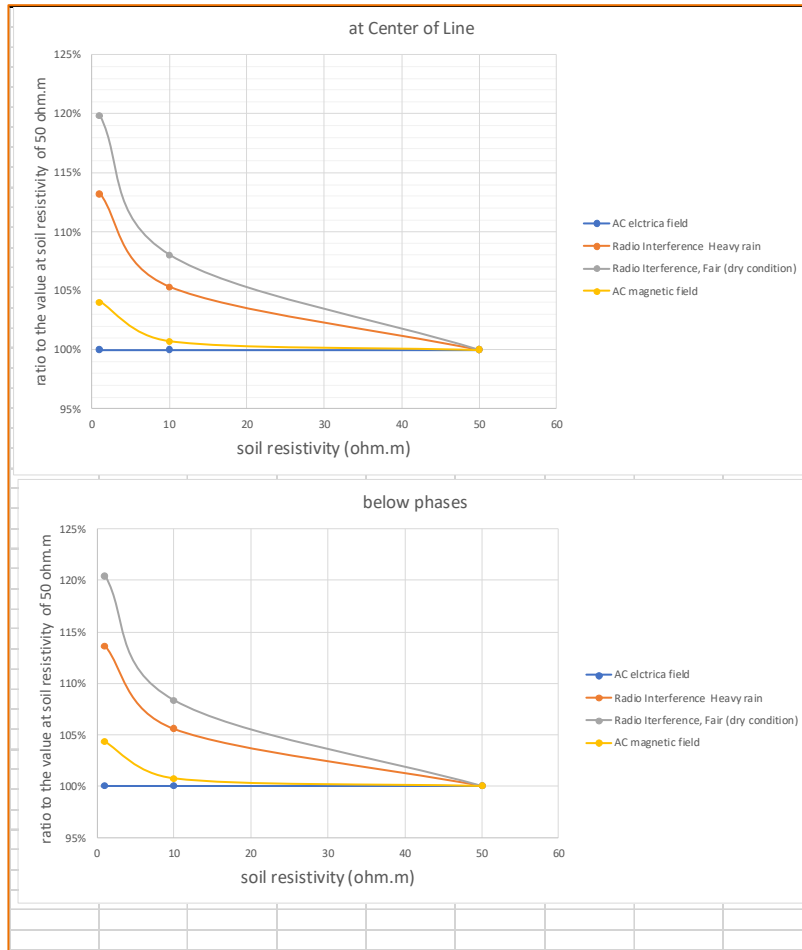 at Center of Line
125%
120%
115%
110%
105%
100%
95%
ratio to the value at soil resistivity of 50 ohm.m
0 10 20 30 40 50 60
soil resistivity (ohm.m)
AC elctrica field
Radio Interference Heavy rain
Radio Iterference, Fair (dry condition)
AC magnetic field
below phases
125%
120%
115%
110%
105%
100%
95%
ratio to the value at soil resistivity of 50 ohm.m
0 10 20 30 40 50 60
soil resistivity (ohm.m)
AC elctrica field
Radio Interference Heavy rain
Radio Iterference, Fair (dry condition)
AC magnetic field